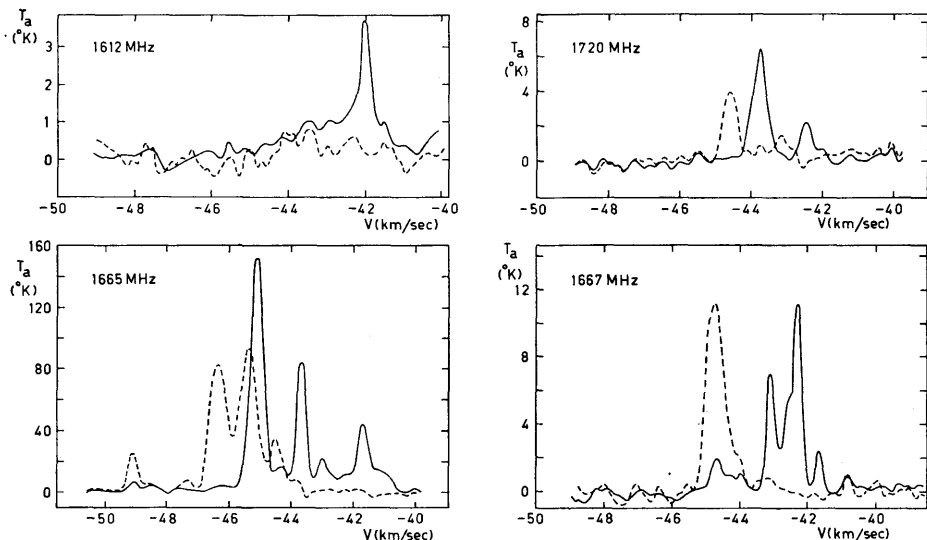 Tₐ
(°K)
1612 MHz
3
2
1
0
-50 -48 -46 -44 -42 -40
V(km/sec)
8
Tₐ
(°K)
1720 MHz
4
0
-50 -48 -46 -44 -42 -40
V(km/sec)
160
Tₐ
(°K)
1665 MHz
120
80
40
0
-50 -48 -46 -44 -42 -40
V(km/sec)
Tₐ
(°K)
12
1667 MHz
8
4
0
-50 -48 -46 -44 -42 -40
V(km/sec)